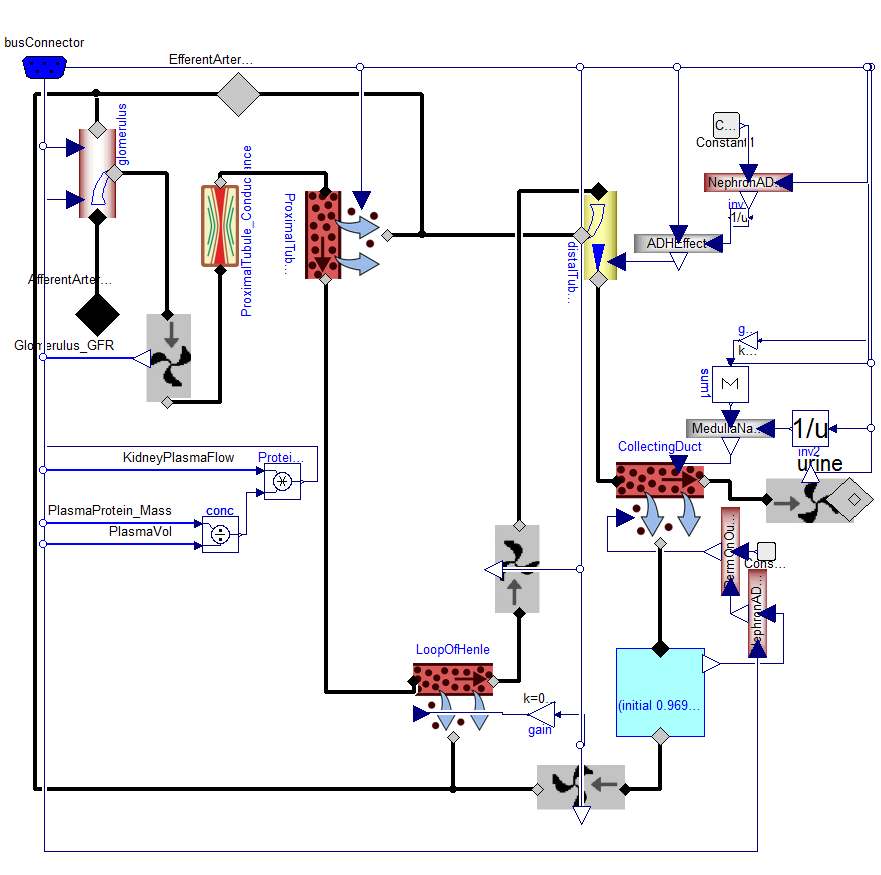 busConnector
EfferentArter...
glomerulus
C...
Constant1
ProximalTubule_Conductance
ProximalTub...
NephronAD
inv
1/u
ADHEffect
distalTub...
AfferentArter...
Glomerulus_GFR
g...
k...
sum1
MedullaNa...
1/u
inv2
CollectingDuct
urine
KidneyPlasmaFlow
Protei...
PlasmaProtein_Mass
conc
PlasmaVol
PermOnOu...
Cons...
NephronAD...
LoopOfHenle
k=0...
gain
(initial 0.969...